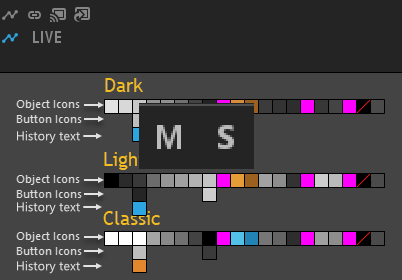 LIVE
Dark
Object Icons
Button Icons
History text
M S
Ligh
Object Icons
Button Icons
History text
Classic
Object Icons
Button Icons
History text